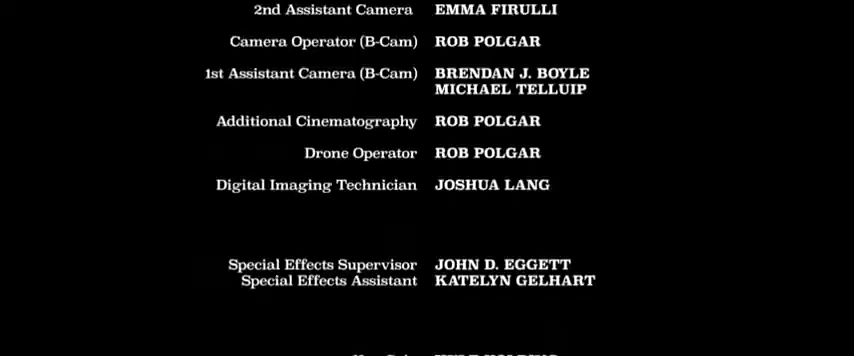 2nd Assistant Camera EMMA FIRULLI
Camera Operator (B-Cam) ROB POLGAR
1st Assistant Camera (B-Cam) BRENDAN J. BOYLE
MICHAEL TELLUIP
Additional Cinematography ROB POLGAR
Drone Operator ROB POLGAR
Digital Imaging Technician JOSHUA LANG
Special Effects Supervisor JOHN D. EGGETT
Special Effects Assistant KATELYN GELHART